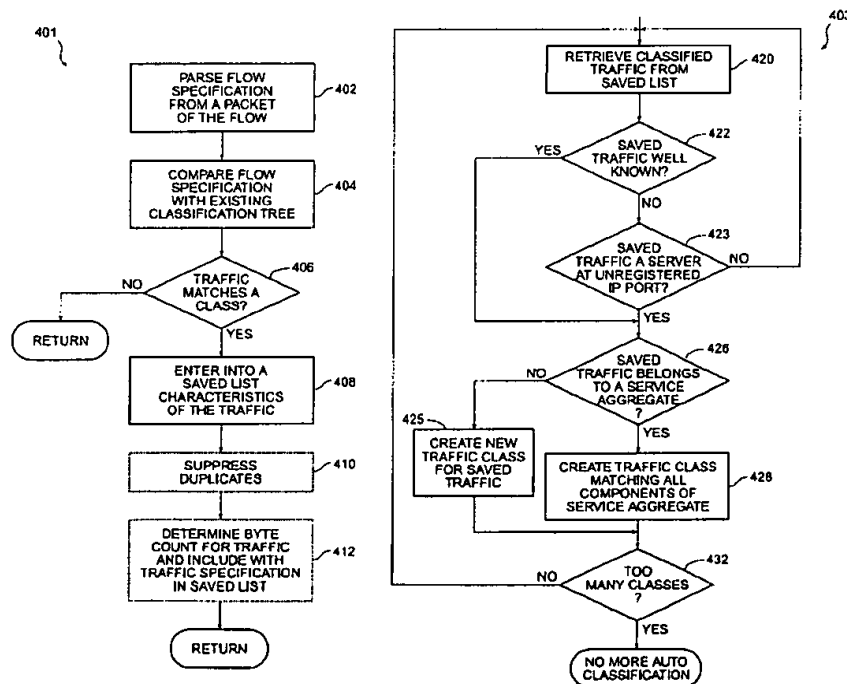 401
PARSE FLOW
SPECIFICATION
FROM A PACKET
OF THE FLOW
402
COMPARE FLOW
SPECIFICATION
WITH EXISTING
CLASSIFICATION TREE
404
TRAFFIC
MATCHES A
CLASS?
406
NO
RETURN
YES
ENTER INTO A
SAVED LIST
CHARACTERISTICS
OF THE TRAFFIC
408
SUPPRESS
DUPLICATES
410
DETERMINE BYTE
COUNT FOR TRAFFIC
AND INCLUDE WITH
TRAFFIC SPECIFICATION
IN SAVED LIST
412
RETURN
403
RETRIEVE CLASSIFIED
TRAFFIC FROM
SAVED LIST
420
SAVED
TRAFFIC WELL
KNOWN?
422
YES
NO
SAVED
TRAFFIC A SERVER
AT UNREGISTERED
IP PORT?
423
NO
YES
SAVED
TRAFFIC BELONGS
TO A SERVICE
AGGREGATE
?
426
NO
YES
425
CREATE NEW
TRAFFIC CLASS
FOR SAVED
TRAFFIC
CREATE TRAFFIC CLASS
MATCHING ALL
COMPONENTS OF
SERVICE AGGREGATE
428
TOO
MANY CLASSES
?
432
NO
YES
NO MORE AUTO
CLASSIFICATION